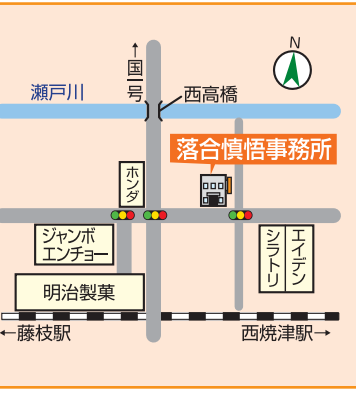 N
↑国一号
瀬戸川
西高橋
落合慎悟事務所
ホンダ
ジャンボ
エンチョー
エイデン
シラトリ
明治製菓
←藤枝駅
西焼津駅→